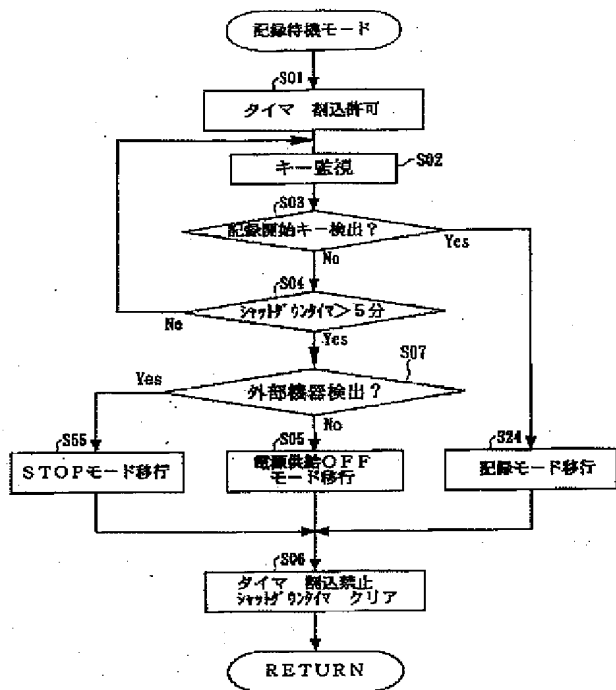 記録待機モード
S01
タイマ 割込許可
キー監視
S02
S03
記録開始キー検出?
Yes
No
S04
シャットダウンタイマ>5分
No
Yes
S07
外部機器検出?
Yes
No
S55
STOPモード移行
S05
電源供給OFF
モード移行
S24
記録モード移行
S06
タイマ 割込禁止
シャットダウンタイマ クリア
RETURN